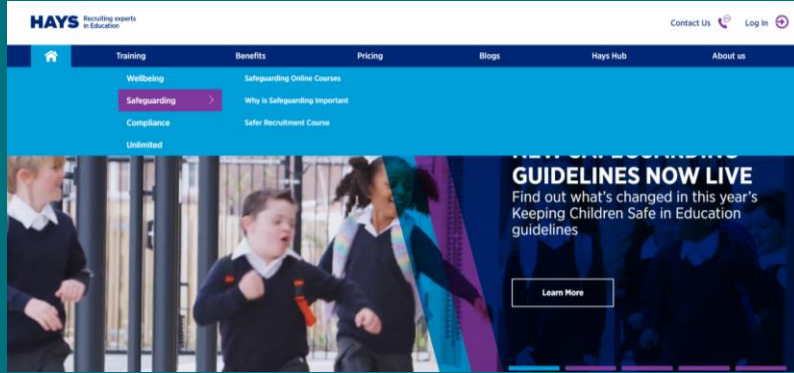 HAYS Recruiting experts
in Education
Contact Us
Log In
Training Benefits Pricing Blogs Hays Hub About us
Wellbeing
Safeguarding
Compliance
Unlimited
Safeguarding Online Courses
Why is Safeguarding Important
Safer Recruitment Course
NEW SAFEGUARDING
GUIDELINES NOW LIVE
Find out what's changed in this year's
Keeping Children Safe in Education
guidelines
Learn More